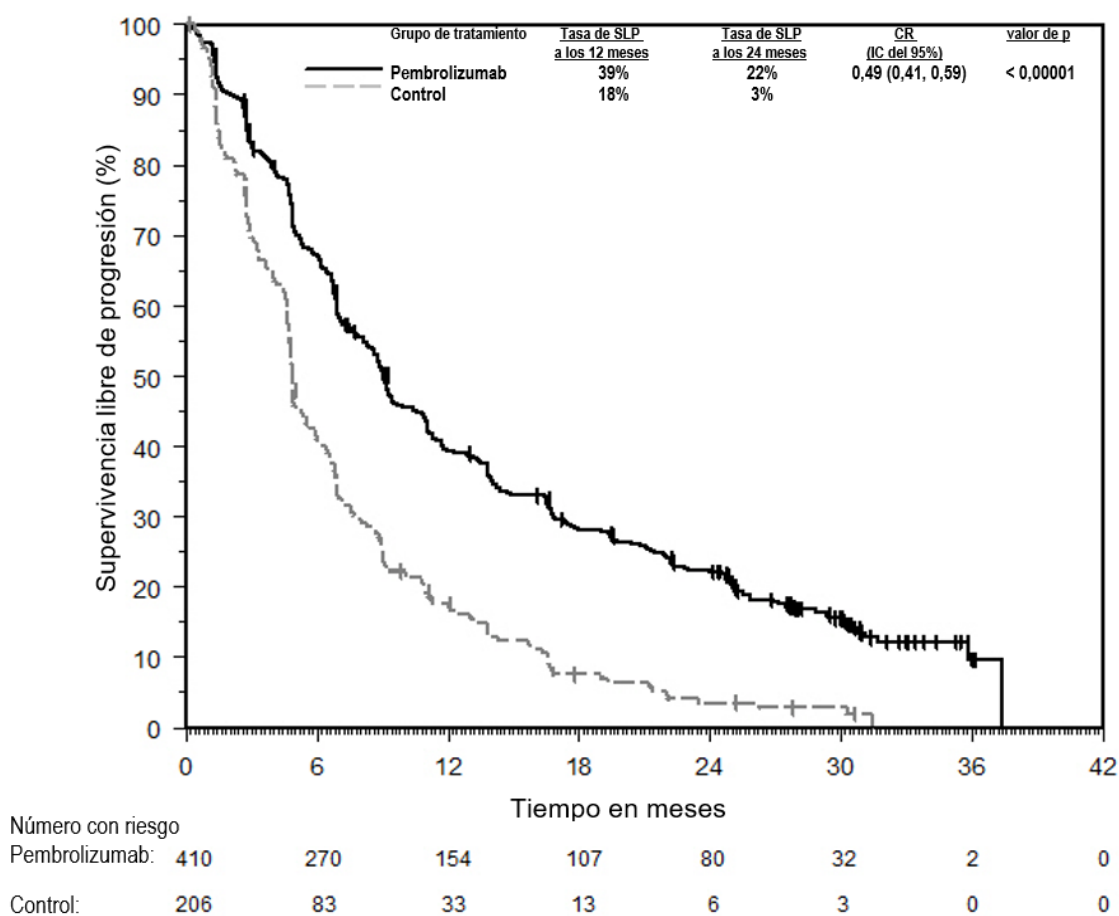 Grupo de tratamiento Tasa de SLP Tasa de SLP CR valor de p
a los 12 meses a los 24 meses (IC del 95%)
Pembrolizumab 39% 22% 0,49 (0,41, 0,59) < 0,00001
Control 18% 3%
Supervivencia libre de progresión (%)
100
90
80
70
60
50
40
30
20
10
0
0 6 12 18 24 30 36 42
Tiempo en meses
Número con riesgo
Pembrolizumab: 410 270 154 107 80 32 2 0
Control: 206 83 33 13 6 3 0 0